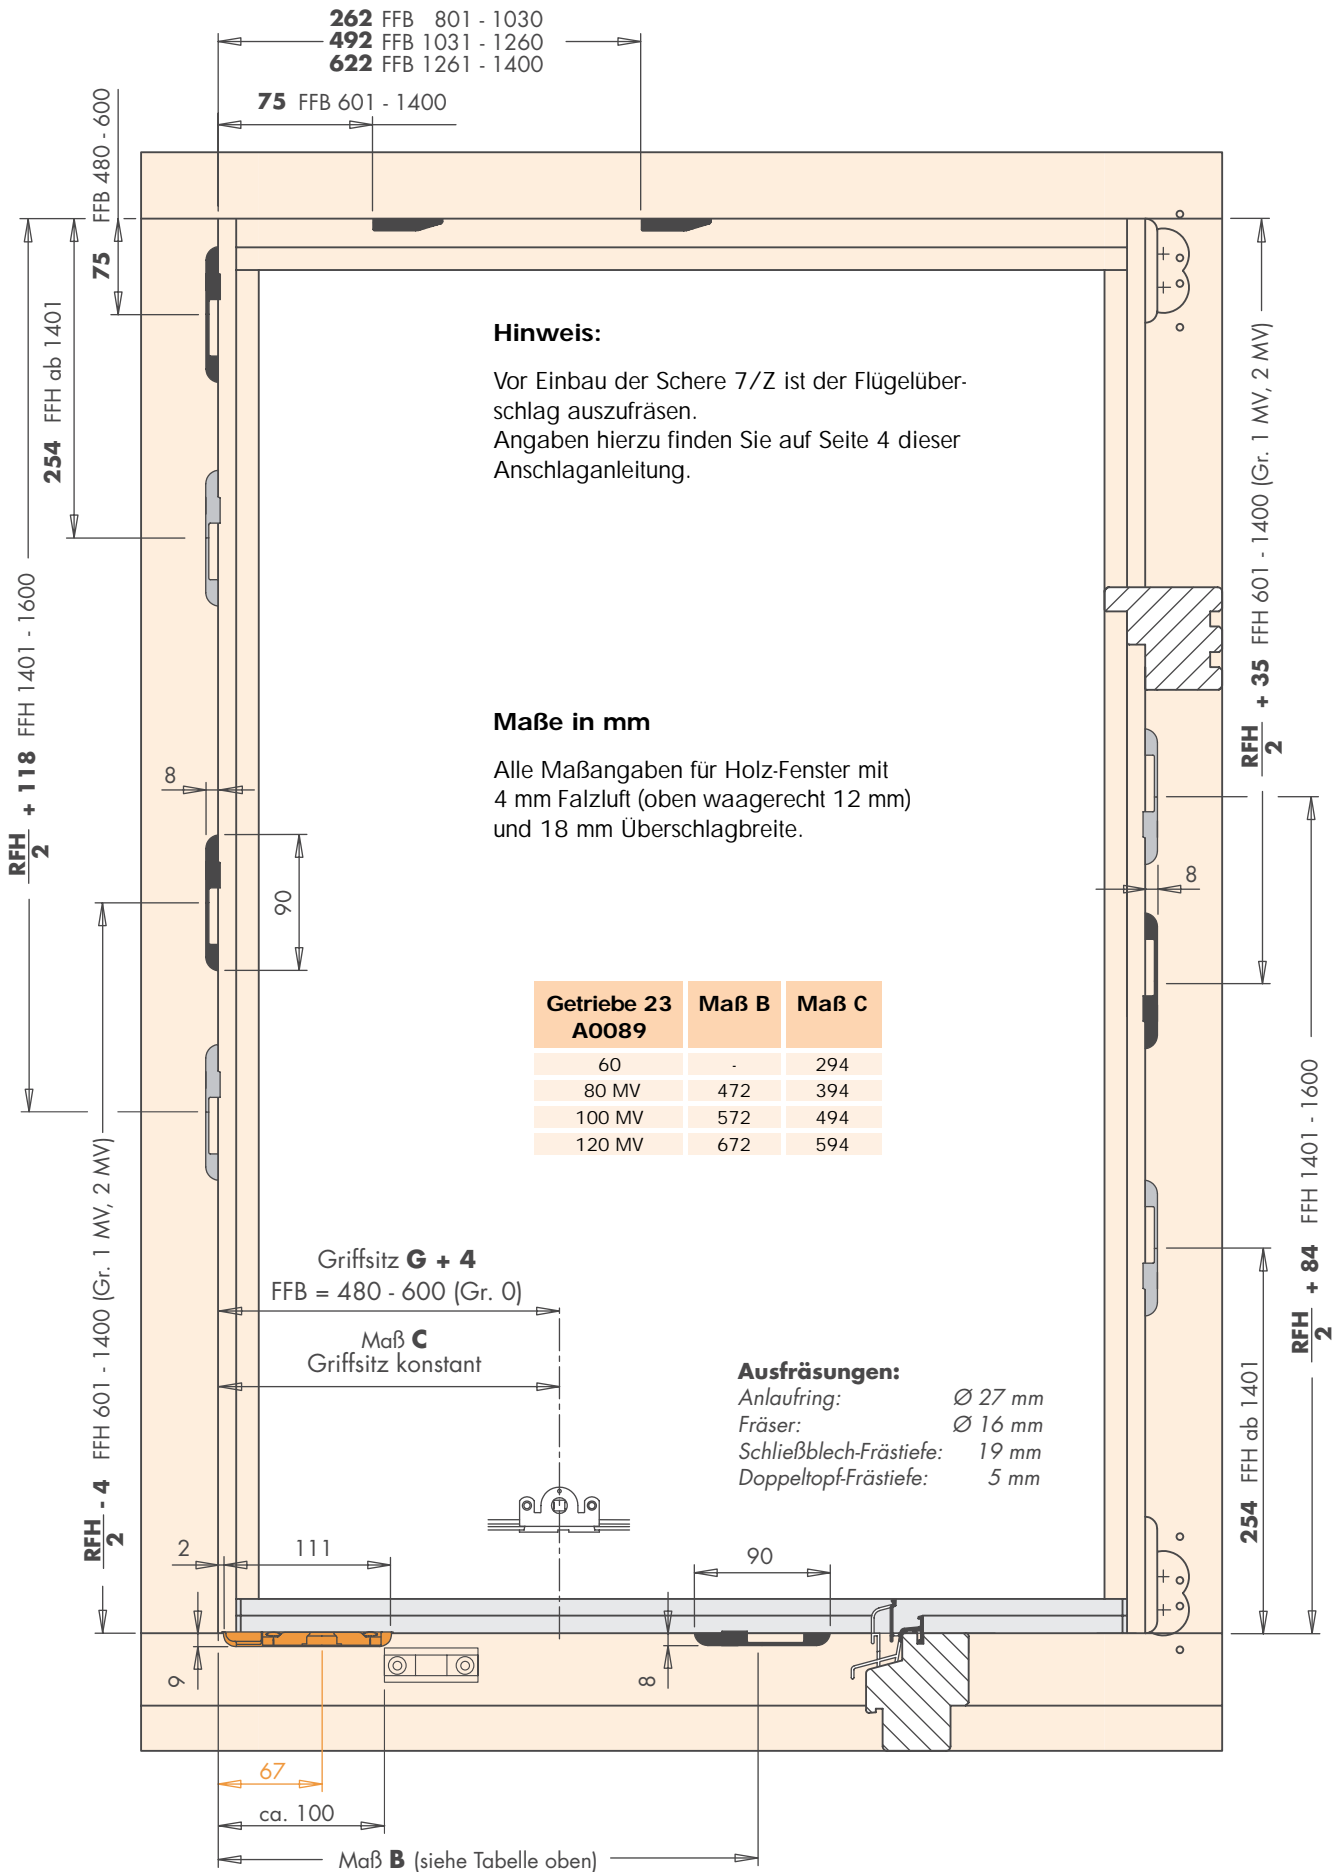 262 FFB 801 - 1030
492 FFB 1031 - 1260
622 FFB 1261 - 1400
75 FFB 601 - 1400
75 FFB 480 - 600
254 FFH ab 1401
RFH/2 + 118 FFH 1401 - 1600
RFH/2 - 4 FFH 601 - 1400 (Gr. 1 MV, 2 MV)
8
90
Hinweis:
Vor Einbau der Schere 7/Z ist der Flügelüber-
schlag auszufräsen.
Angaben hierzu finden Sie auf Seite 4 dieser
Anschlaganleitung.
Maße in mm
Alle Maßangaben für Holz-Fenster mit
4 mm Falzluft (oben waagerecht 12 mm)
und 18 mm Überschlagbreite.
RFH/2 + 35 FFH 601 - 1400 (Gr. 1 MV, 2 MV)
8
RFH/2 + 84 FFH 1401 - 1600
254 FFH ab 1401
Getriebe 23 Maß B Maß C
A0089
60 - 294
80 MV 472 394
100 MV 572 494
120 MV 672 594
Griffsitz G + 4
FFB = 480 - 600 (Gr. 0)
Maß C
Griffsitz konstant
Ausfräsungen:
Anlaufring: Ø 27 mm
Fräser: Ø 16 mm
Schließblech-Frästiefe: 19 mm
Doppeltopf-Frästiefe: 5 mm
2
111
90
9
8
67
ca. 100
Maß B (siehe Tabelle oben)